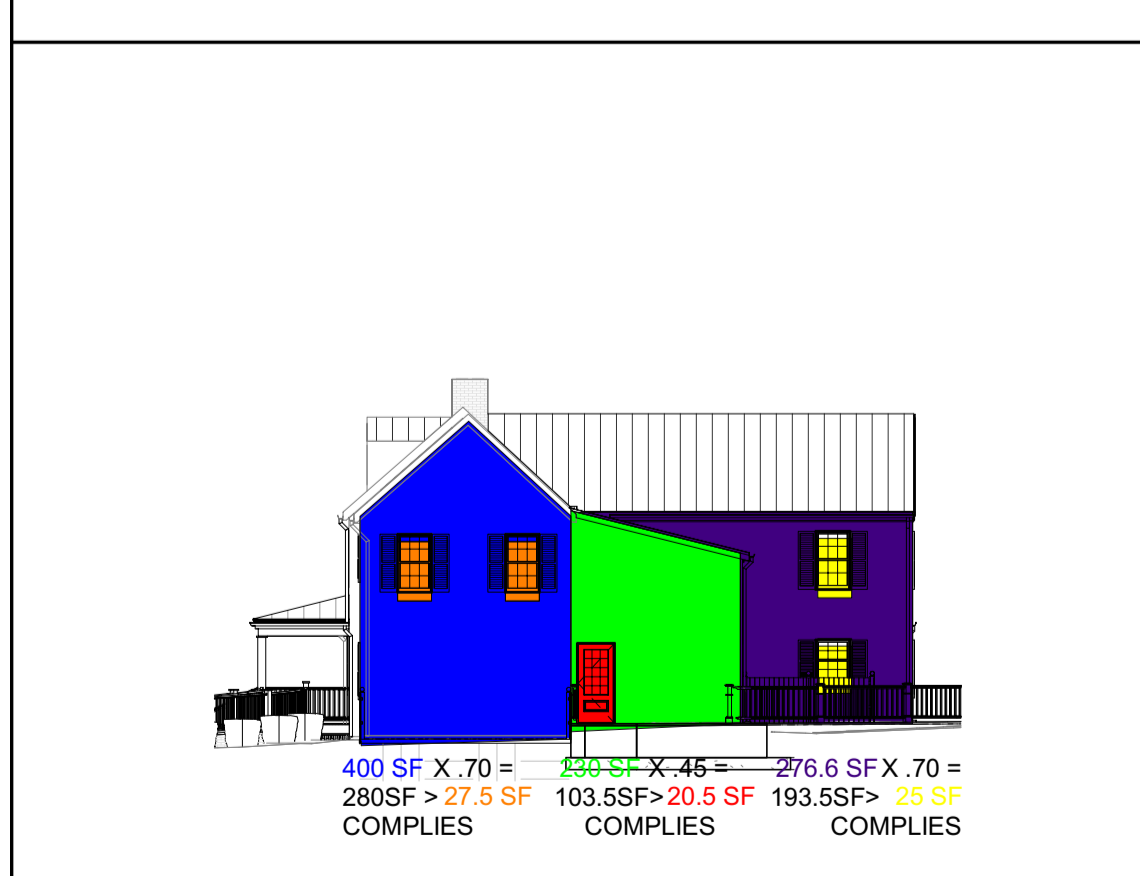 400 SF X .70 =
280SF > 27.5 SF
COMPLIES
230 SF X .45 =
103.5SF> 20.5 SF
COMPLIES
276.6 SF X .70 =
193.5SF> 25 SF
COMPLIES